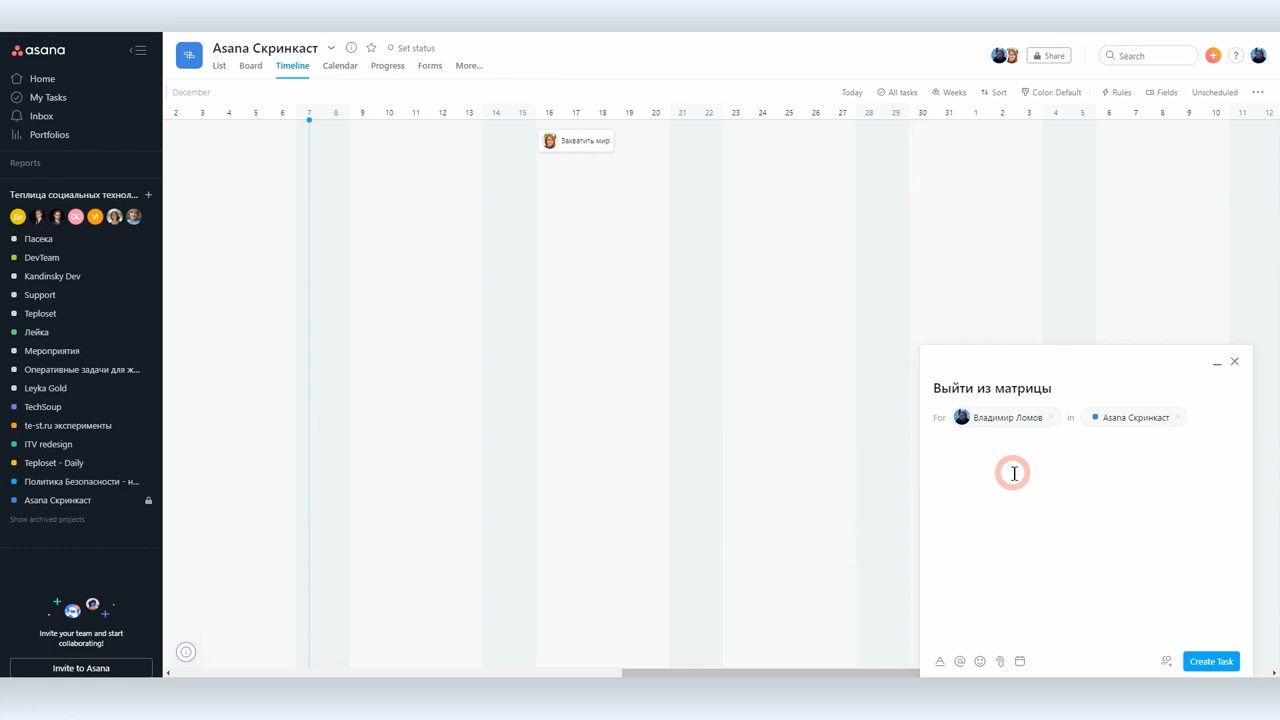 asana
Home
My Tasks
Inbox
Portfolios
Reports
Теплица социальных технол...
+
Де DC VI
Пасека
DevTeam
Kandinsky Dev
Support
Teploset
Лейка
Мероприятия
Оперативные задачи для ж...
Leyka Gold
TechSoup
te-st.ru эксперименты
ITV redesign
Teploset - Daily
Политика Безопасности - н...
Asana Скринкаст
Show archived projects
Invite your team and start
collaborating!
Invite to Asana
Asana Скринкаст
Set status
List Board Timeline Calendar Progress Forms More...
Share
Search
+ ?
December
Today All tasks Weeks Sort Color: Default Rules Fields Unscheduled
2 3 4 5 6 7 8 9 10 11 12 13 14 15 16 17 18 19 20 21 22 23 24 25 26 27 28 29 30 31 1 2 3 4 5 6 7 8 9 10 11 12
Захватить мир
Выйти из матрицы
For Владимир Ломов × in Asana Скринкаст ×
Create Task